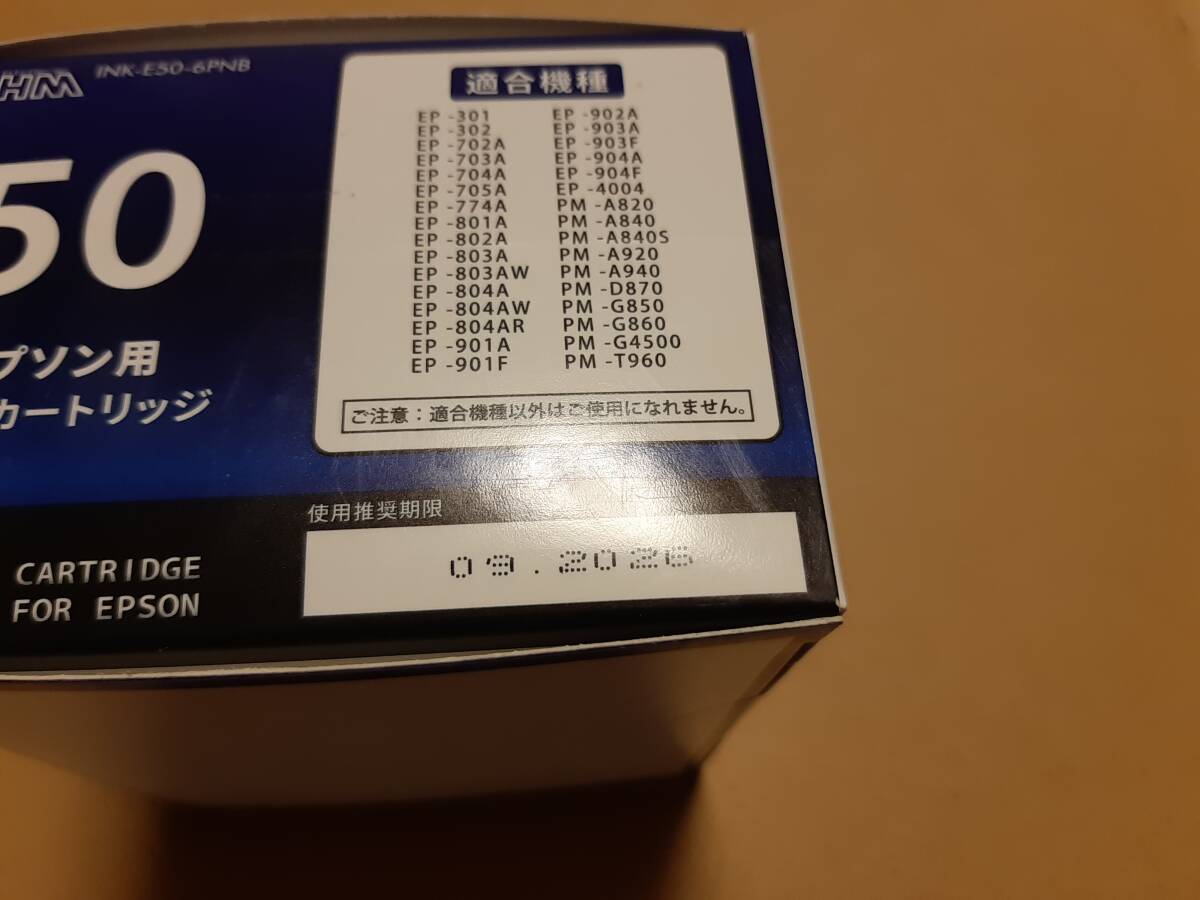 HM INK-E50-6PNB
50
プソン用
カートリッジ
CARTRIDGE
FOR EPSON
適合機種
EP -301
EP -302
EP -702A
EP -703A
EP -704A
EP -705A
EP -774A
EP -801A
EP -802A
EP -803A
EP -803AW
EP -804A
EP -804AW
EP -804AR
EP -901A
EP -901F
EP -902A
EP -903A
EP -903F
EP -904A
EP -904F
EP -4004
PM -A820
PM -A840
PM -A840S
PM -A920
PM -A940
PM -D870
PM -G850
PM -G860
PM -G4500
PM -T960
ご注意：適合機種以外はご使用になれません。
使用推奨期限
09.2026